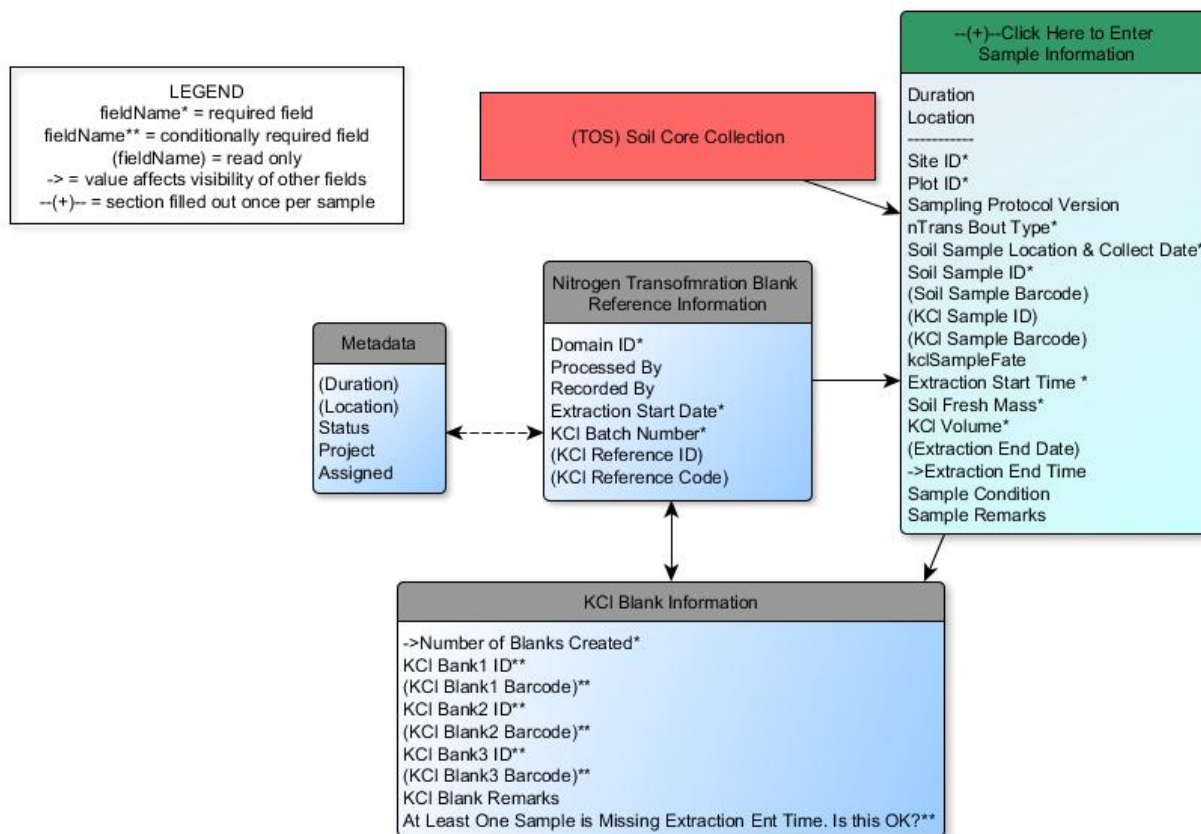 LEGEND
fieldName* = required field
fieldName** = conditionally required field
(fieldName) = read only
-> = value affects visibility of other fields
--(+)-- = section filled out once per sample
(TOS) Soil Core Collection
--(+)--Click Here to Enter
Sample Information
Duration
Location
----------
Site ID*
Plot ID*
Sampling Protocol Version
nTrans Bout Type*
Soil Sample Location & Collect Date*
Soil Sample ID*
(Soil Sample Barcode)
(KCl Sample ID)
(KCl Sample Barcode)
kclSampleFate
Extraction Start Time *
Soil Fresh Mass*
KCl Volume*
(Extraction End Date)
->Extraction End Time
Sample Condition
Sample Remarks
Nitrogen Transofmration Blank
Reference Information
Domain ID*
Processed By
Recorded By
Extraction Start Date*
KCl Batch Number*
(KCl Reference ID)
(KCl Reference Code)
Metadata
(Duration)
(Location)
Status
Project
Assigned
KCl Blank Information
->Number of Blanks Created*
KCl Bank1 ID**
(KCl Blank1 Barcode)**
KCl Bank2 ID**
(KCl Blank2 Barcode)**
KCl Bank3 ID**
(KCl Blank3 Barcode)**
KCl Blank Remarks
At Least One Sample is Missing Extraction Ent Time. Is this OK?**